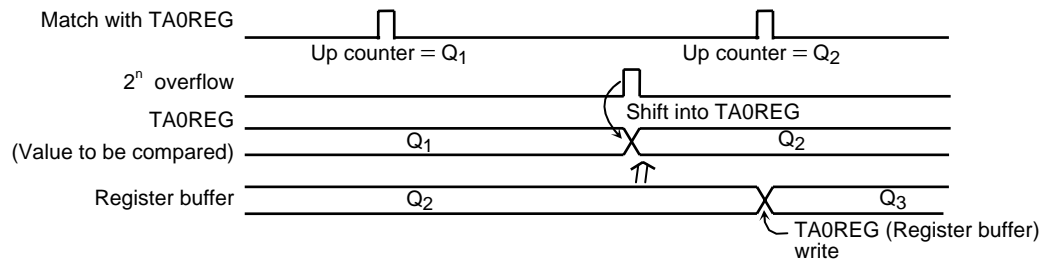 Match with TA0REG
Up counter = Q1
Up counter = Q2
2^n overflow
Shift into TA0REG
TA0REG
(Value to be compared)
Q1
Q2
Register buffer
Q2
Q3
TA0REG (Register buffer)
write